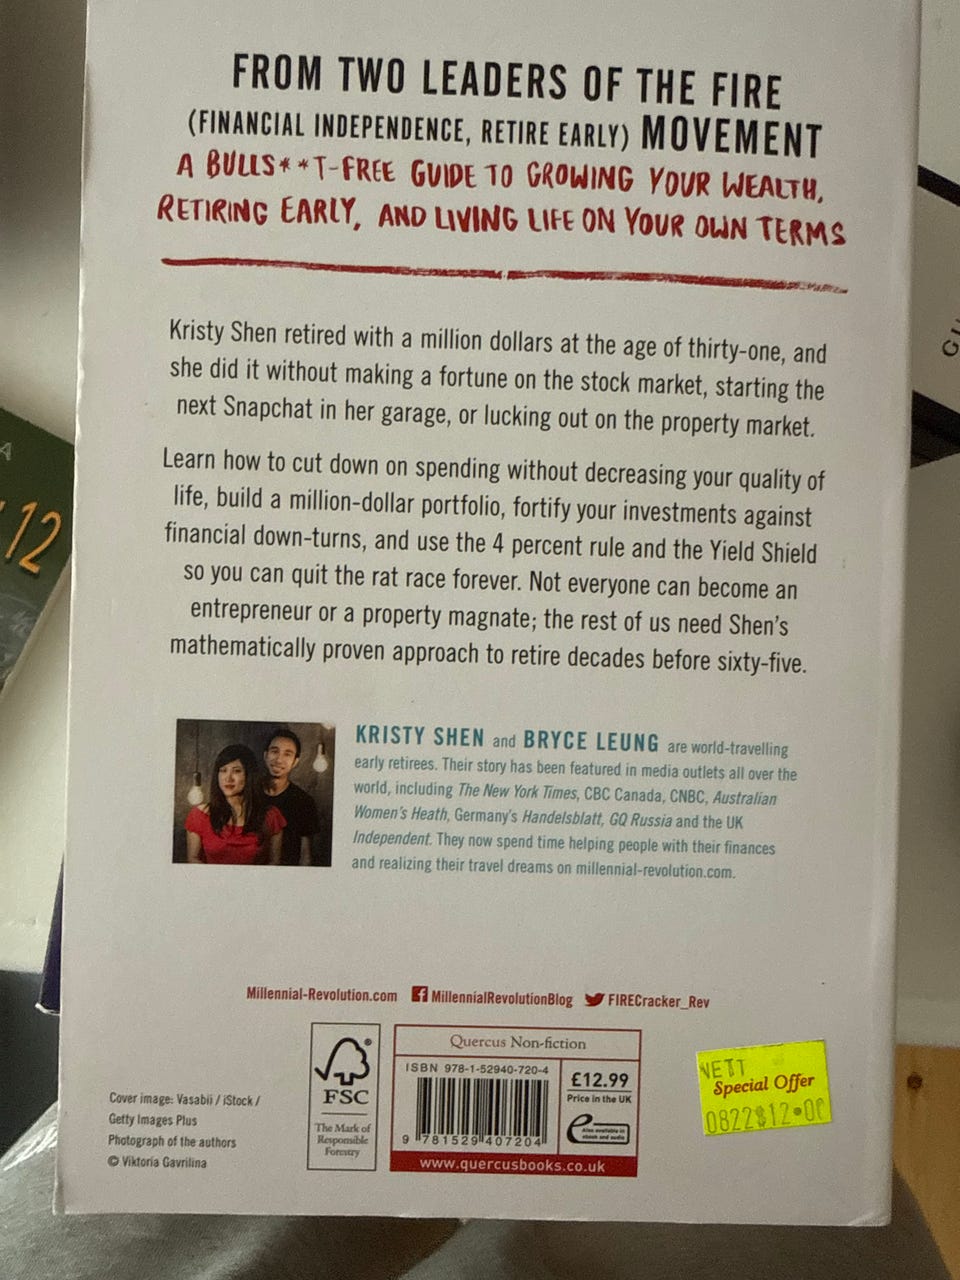 FROM TWO LEADERS OF THE FIRE
(FINANCIAL INDEPENDENCE, RETIRE EARLY) MOVEMENT
A BULLS**T-FREE GUIDE TO GROWING YOUR WEALTH,
RETIRING EARLY, AND LIVING LIFE ON YOUR OWN TERMS
Kristy Shen retired with a million dollars at the age of thirty-one, and
she did it without making a fortune on the stock market, starting the
next Snapchat in her garage, or lucking out on the property market.
Learn how to cut down on spending without decreasing your quality of
life, build a million-dollar portfolio, fortify your investments against
financial down-turns, and use the 4 percent rule and the Yield Shield
so you can quit the rat race forever. Not everyone can become an
entrepreneur or a property magnate; the rest of us need Shen's
mathematically proven approach to retire decades before sixty-five.
KRISTY SHEN and BRYCE LEUNG are world-travelling
early retirees. Their story has been featured in media outlets all over the
world, including The New York Times, CBC Canada, CNBC, Australian
Women's Heath, Germany's Handelsblatt, GQ Russia and the UK
Independent. They now spend time helping people with their finances
and realizing their travel dreams on millennial-revolution.com.
Millennial-Revolution.com MillennialRevolutionBlog FIRECracker_Rev
Cover image: Vasabii / iStock /
Getty Images Plus
Photograph of the authors
© Viktoria Gavrilina
®
FSC
The Mark of
Responsible
Forestry
Quercus Non-fiction
ISBN 978-1-52940-720-4
9 781529 407204
£12.99
Price in the UK
e
Also available in
ebook and audio
www.quercusbooks.co.uk
NETT
Special Offer
0822$12.00
12
GU